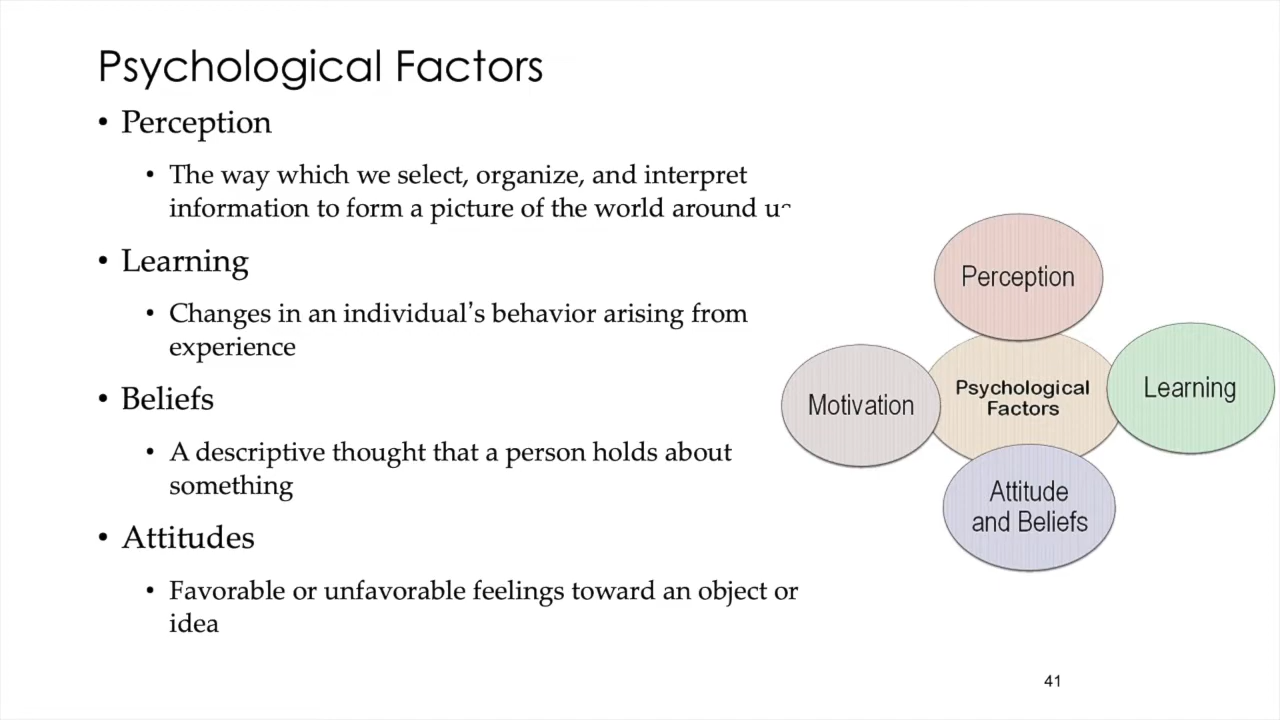 Psychological Factors
• Perception
• The way which we select, organize, and interpret
information to form a picture of the world around us
• Learning
• Changes in an individual's behavior arising from
experience
• Beliefs
• A descriptive thought that a person holds about
something
• Attitudes
• Favorable or unfavorable feelings toward an object or
idea
Perception
Motivation
Psychological
Factors
Learning
Attitude
and Beliefs
41